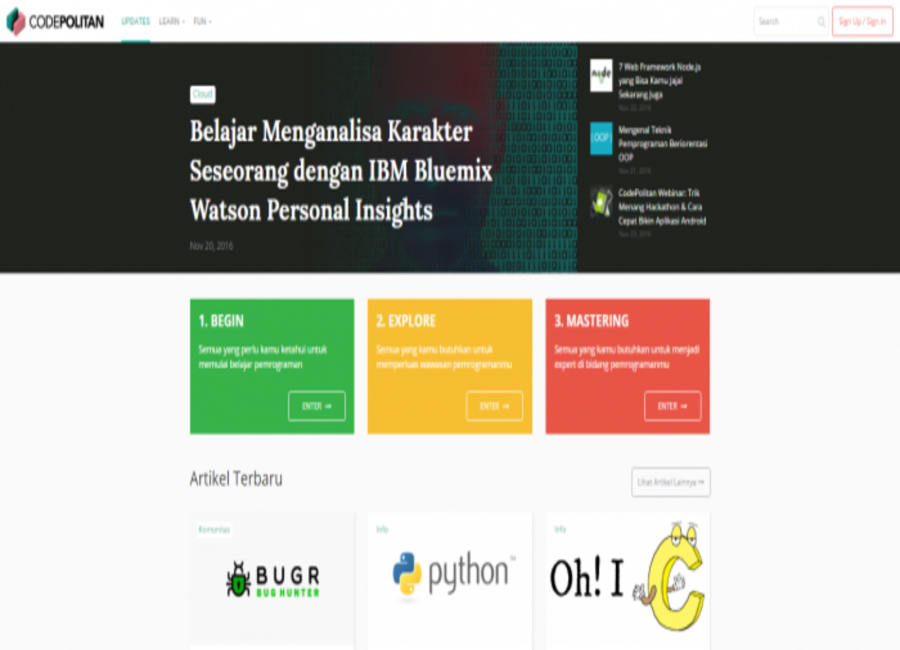 CODEPOLITAN
UPDATES LEARN FUN
Search
Sign Up / Sign In
Cloud
Belajar Menganalisa Karakter
Seseorang dengan IBM Bluemix
Watson Personal Insights
Nov 20, 2016
node
7 Web Framework Node.js
yang Bisa Kamu Jajal
Sekarang Juga
Nov 22, 2016
OOP
Mengenal Teknik
Pemprograman Beriorentasi
OOP
Nov 21, 2016
CodePolitan Webinar: Trik
Menang Hackathon & Cara
Cepat Bikin Aplikasi Android
1. BEGIN
Semua yang perlu kamu ketahui untuk
memulai belajar pemrograman
ENTER →
2. EXPLORE
Semua yang kamu butuhkan untuk
memperluas wawasan pemrogramanmu
ENTER →
3. MASTERING
Semua yang kamu butuhkan untuk menjadi
expert di bidang pemrogramanmu
ENTER →
Artikel Terbaru
Lihat Artikel Lainnya →
Komunitas
BUGR
BUG HUNTER
Info
python™
Info
Oh! I C